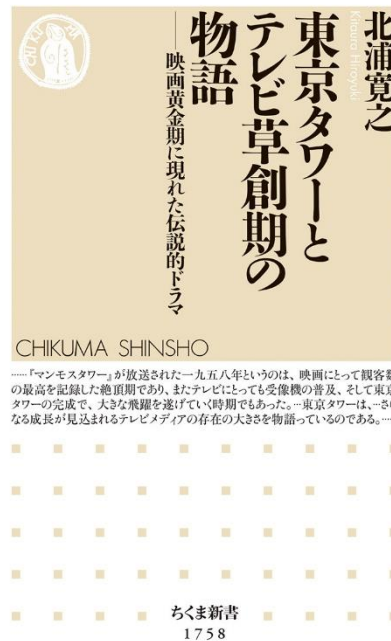 北浦寛之
Kitaura Hiroyuki
東京タワーと
テレビ草創期の
物語
――映画黄金期に現れた伝説的ドラマ
CHIKUMA SHINSHO
……『マンモスタワー』が放送された一九五八年というのは、映画にとって観客数
の最高を記録した絶頂期であり、またテレビにとっても受像機の普及、そして東京
タワーの完成で、大きな飛躍を遂げていく時期でもあった。…東京タワーは、…さら
なる成長が見込まれるテレビメディアの存在の大きさを物語っているのである。…
ちくま新書
1758